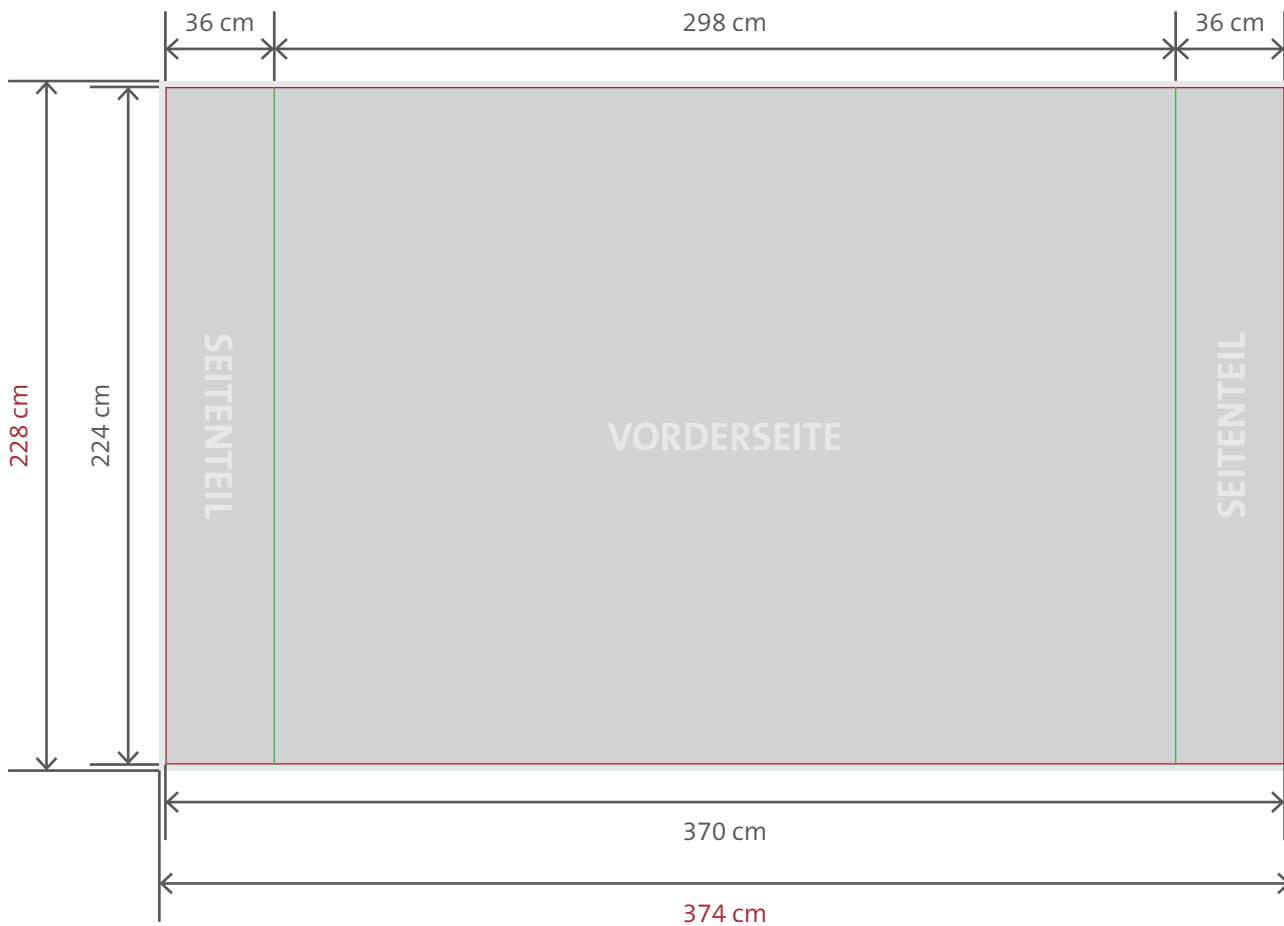 36 cm
298 cm
36 cm
228 cm
224 cm
SEITENTEIL
VORDERSEITE
SEITENTEIL
370 cm
374 cm